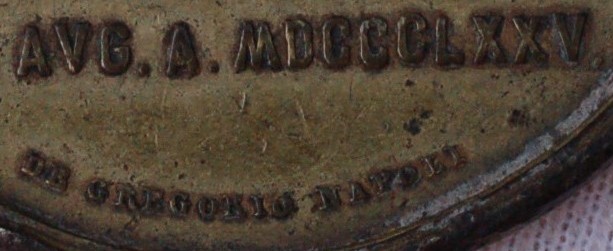 AVG. A. MDCCCLXXV.
DE GREGORIO NAPOLI